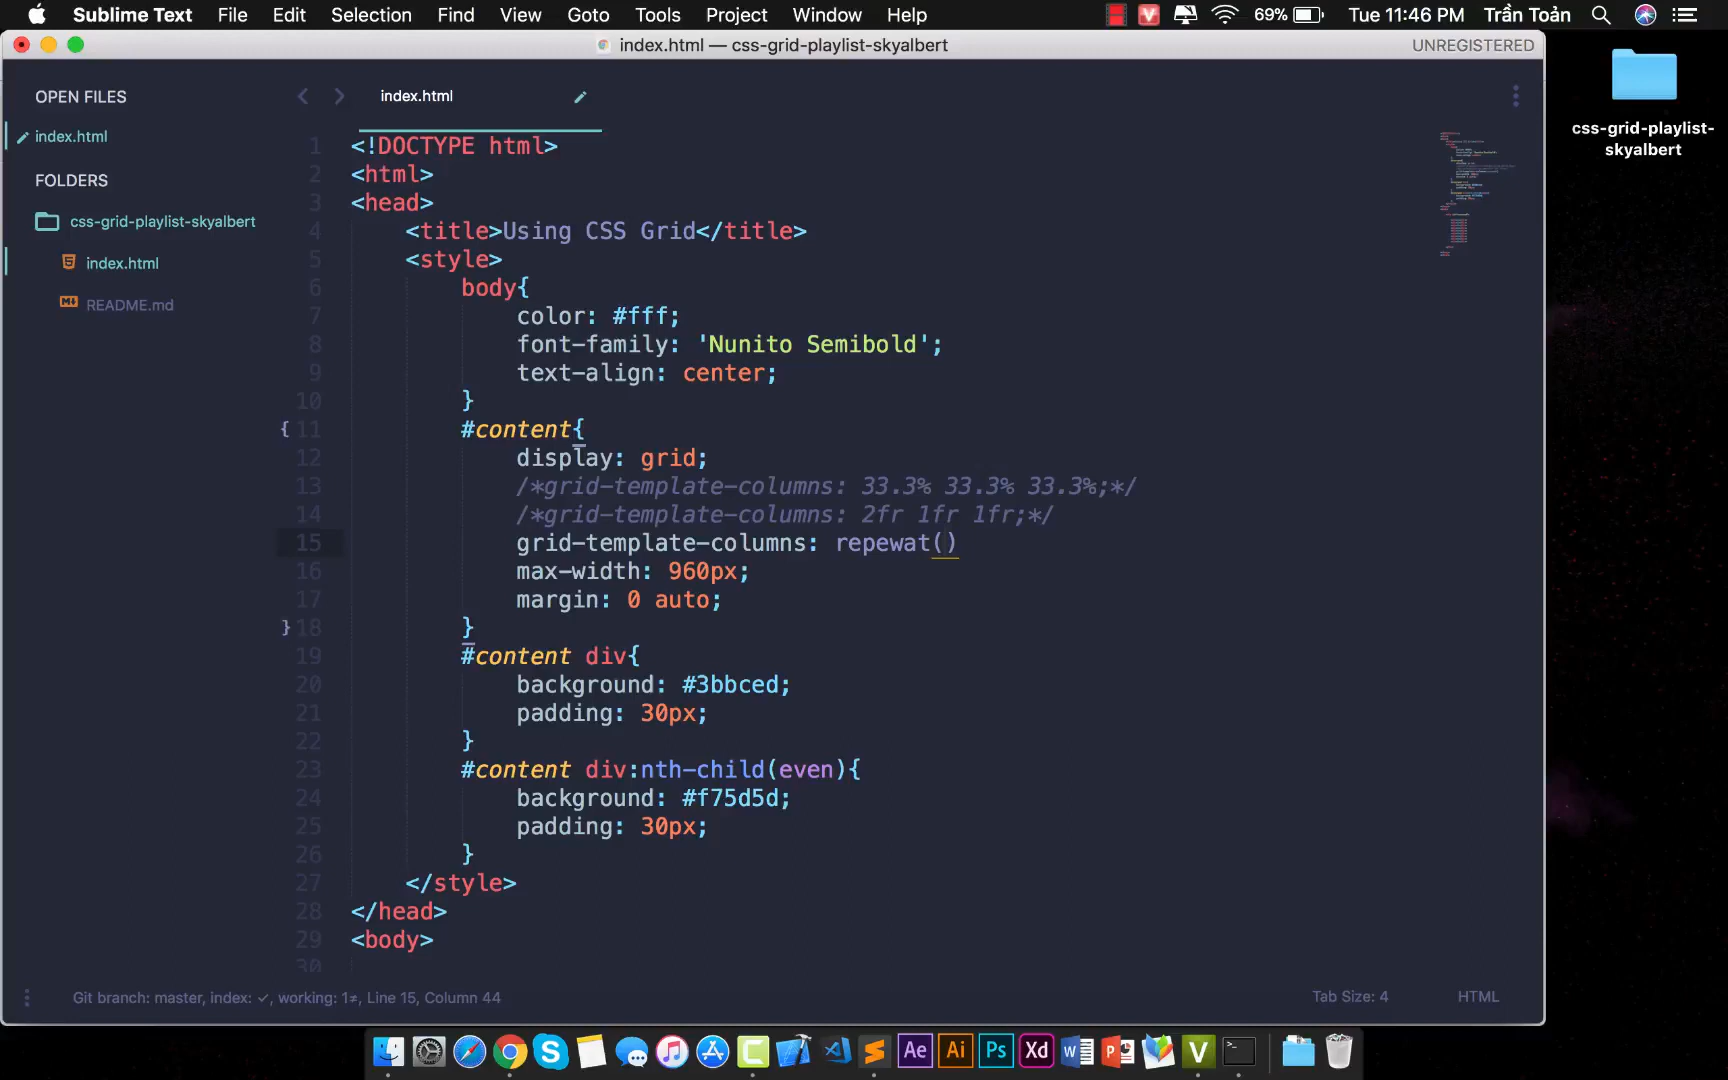 Sublime Text File Edit Selection Find View Goto Tools Project Window Help 69% Tue 11:46 PM Trần Toản
index.html — css-grid-playlist-skyalbert UNREGISTERED
OPEN FILES
index.html
FOLDERS
css-grid-playlist-skyalbert
index.html
README.md
index.html
1 <!DOCTYPE html>
2 <html>
3 <head>
4 <title>Using CSS Grid</title>
5 <style>
6 body{
7 color: #fff;
8 font-family: 'Nunito Semibold';
9 text-align: center;
10 }
{ 11 #content{
12 display: grid;
13 /*grid-template-columns: 33.3% 33.3% 33.3%;*/
14 /*grid-template-columns: 2fr 1fr 1fr;*/
15 grid-template-columns: repewat()
16 max-width: 960px;
17 margin: 0 auto;
} 18 }
19 #content div{
20 background: #3bbced;
21 padding: 30px;
22 }
23 #content div:nth-child(even){
24 background: #f75d5d;
25 padding: 30px;
26 }
27 </style>
28 </head>
29 <body>
30
Git branch: master, index: ✓, working: 1≠, Line 15, Column 44 Tab Size: 4 HTML
css-grid-playlist-
skyalbert
Ae Ai Ps Xd